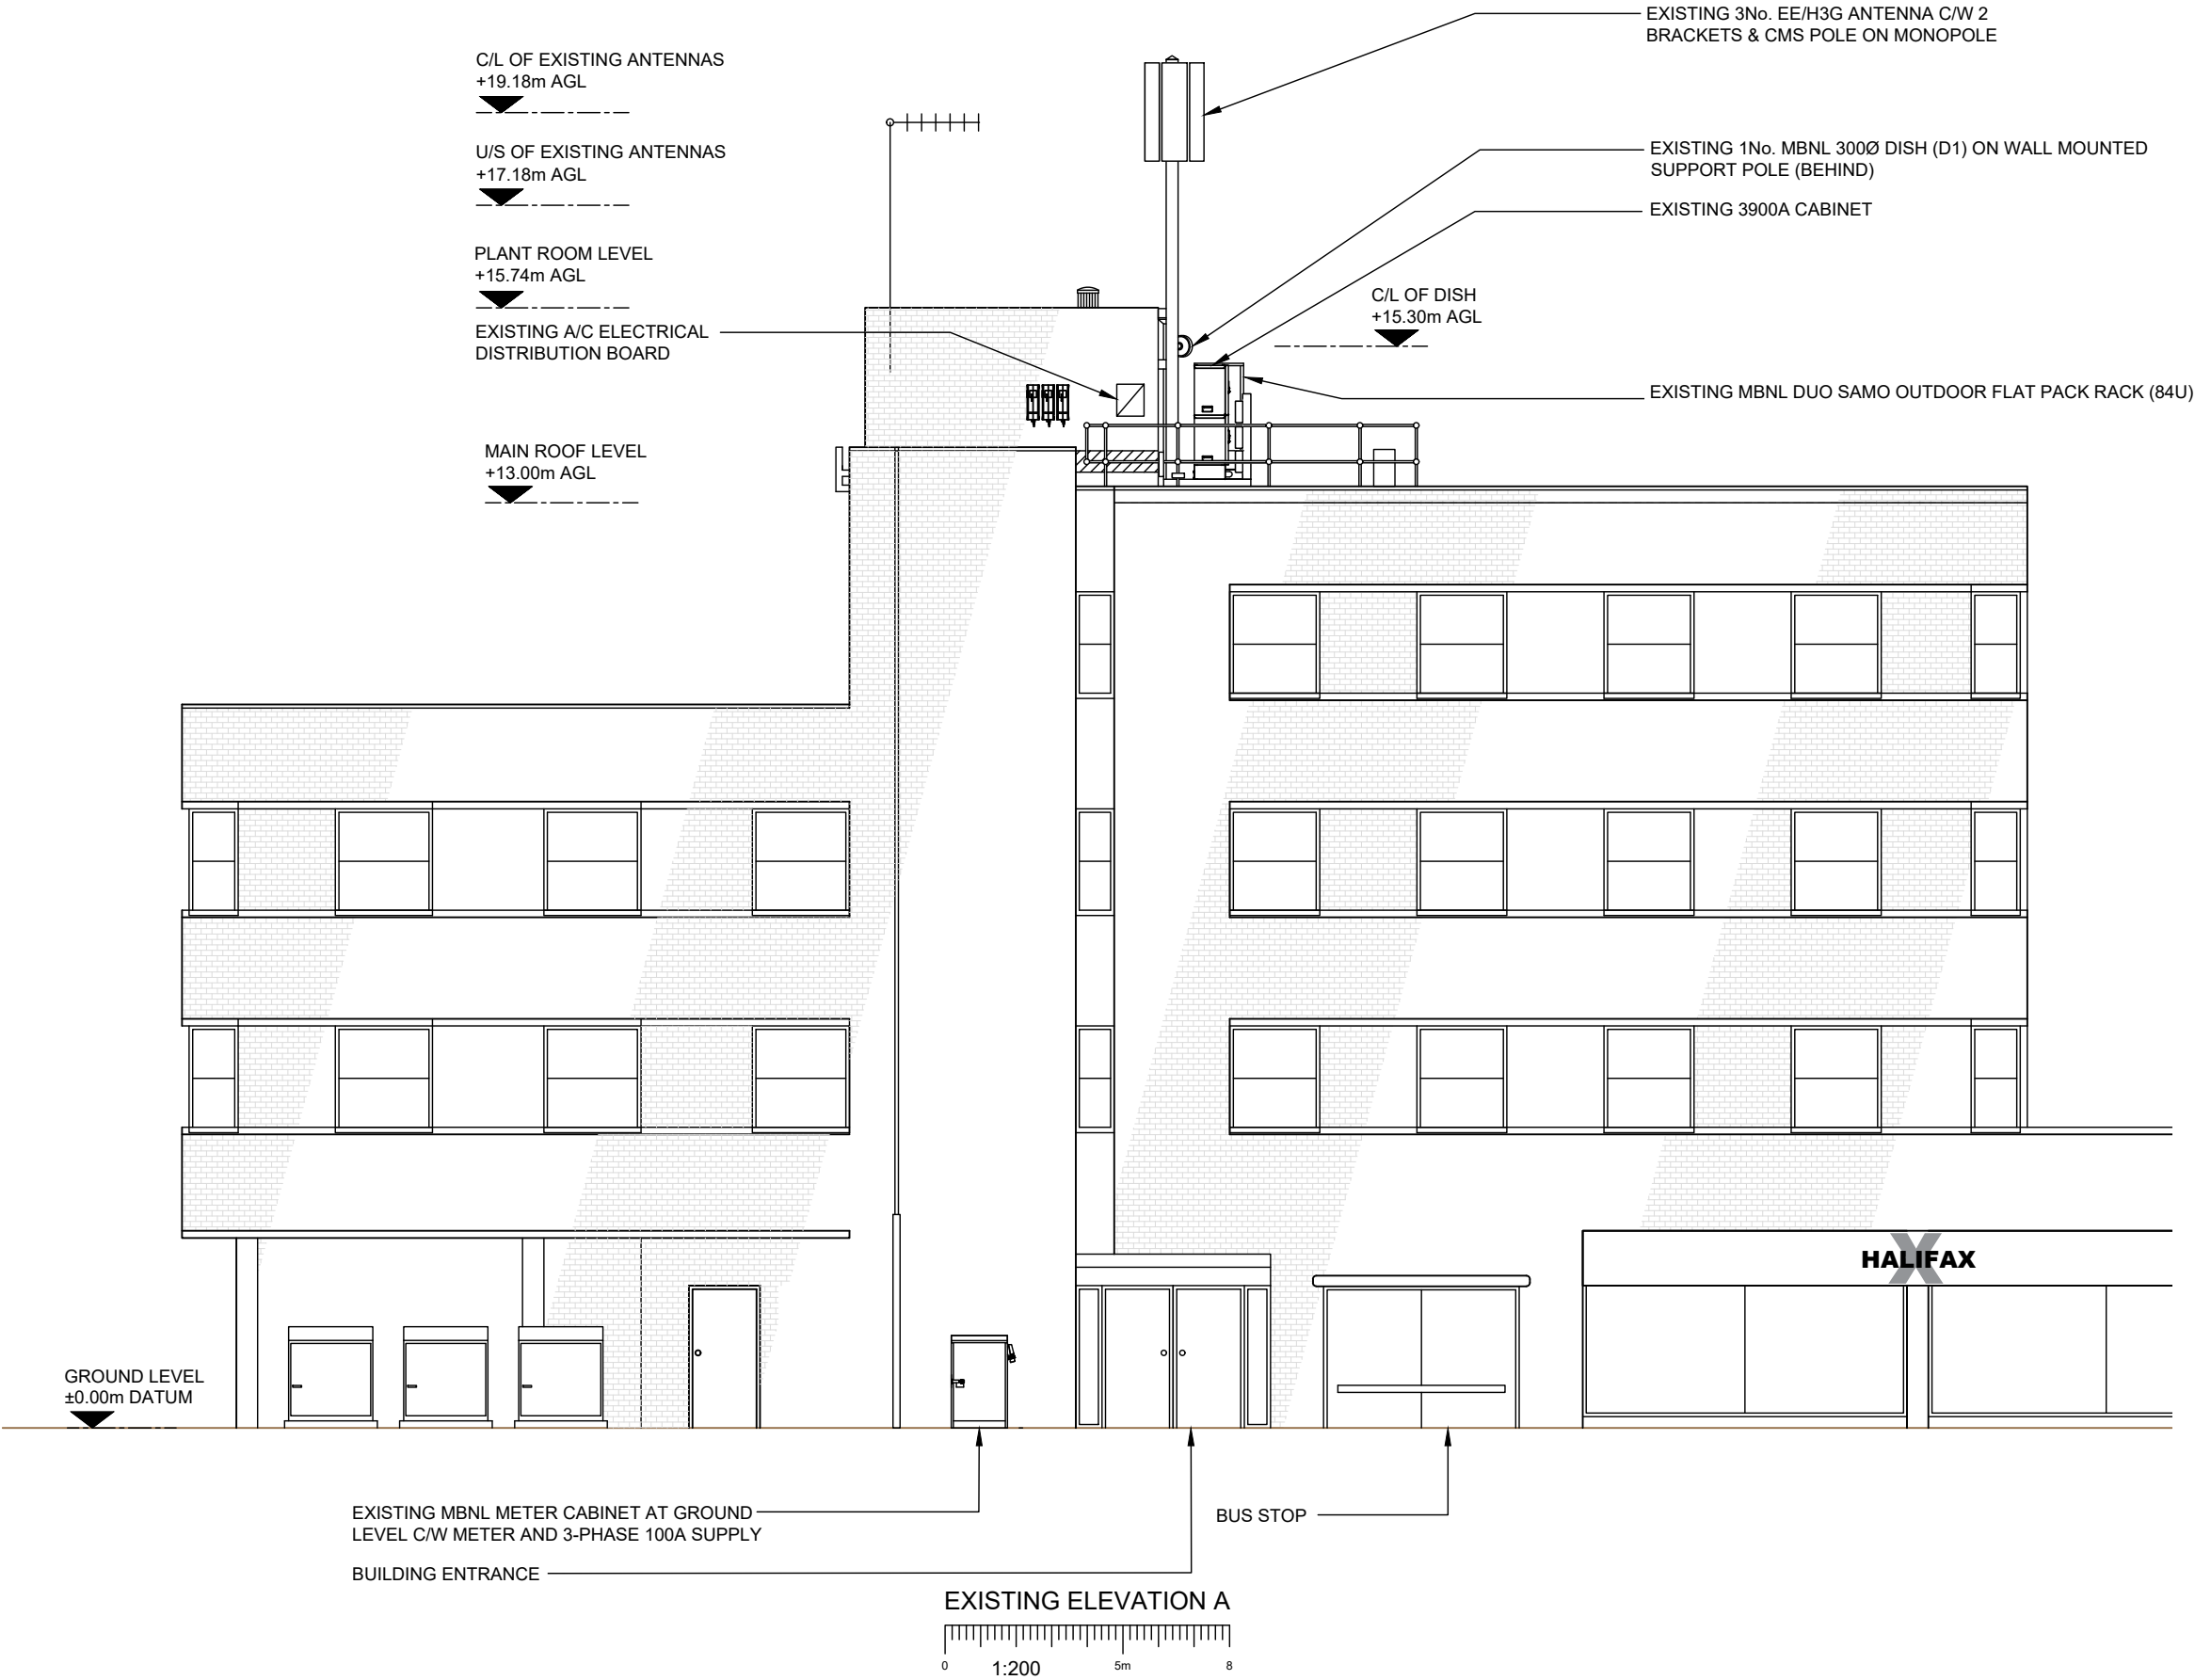 EXISTING 3No. EE/H3G ANTENNA C/W 2
BRACKETS & CMS POLE ON MONOPOLE
C/L OF EXISTING ANTENNAS
+19.18m AGL
U/S OF EXISTING ANTENNAS
+17.18m AGL
EXISTING 1No. MBNL 300Ø DISH (D1) ON WALL MOUNTED
SUPPORT POLE (BEHIND)
EXISTING 3900A CABINET
PLANT ROOM LEVEL
+15.74m AGL
C/L OF DISH
+15.30m AGL
EXISTING A/C ELECTRICAL
DISTRIBUTION BOARD
EXISTING MBNL DUO SAMO OUTDOOR FLAT PACK RACK (84U)
MAIN ROOF LEVEL
+13.00m AGL
HALIFAX
GROUND LEVEL
±0.00m DATUM
EXISTING MBNL METER CABINET AT GROUND
LEVEL C/W METER AND 3-PHASE 100A SUPPLY
BUS STOP
BUILDING ENTRANCE
EXISTING ELEVATION A
0 1:200 5m 8